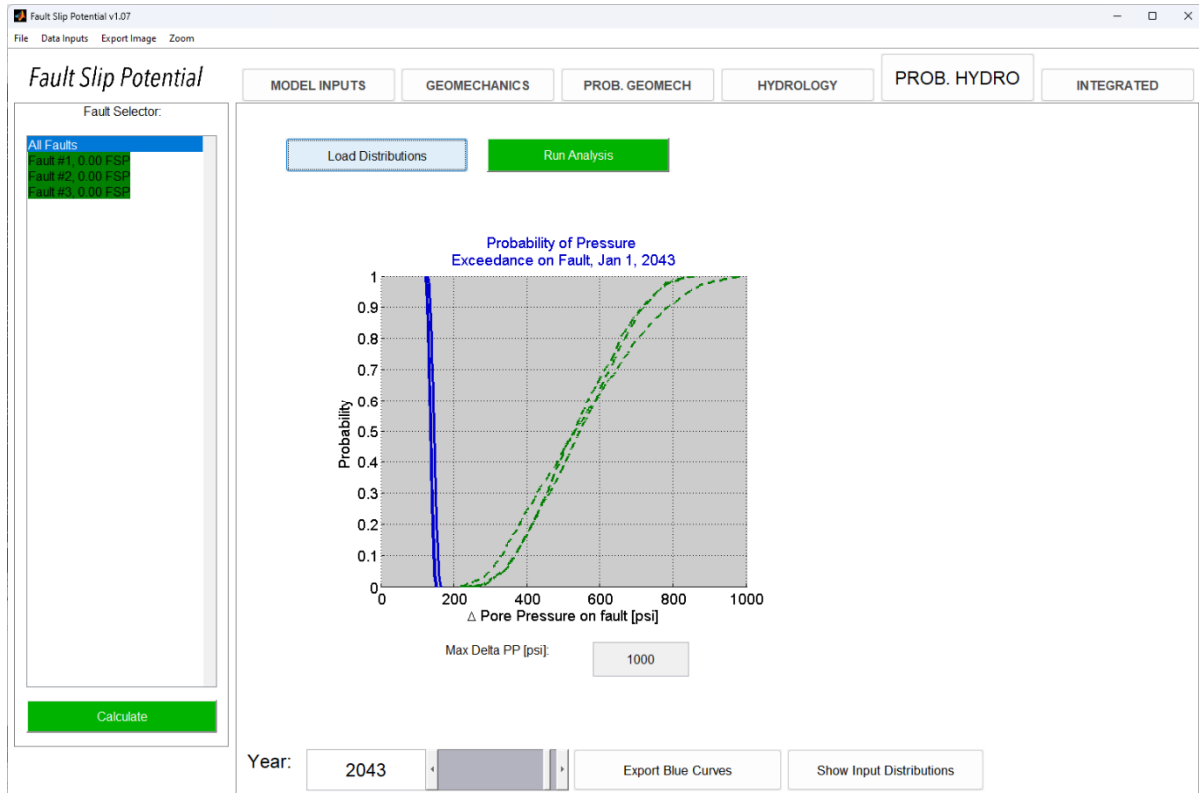 Fault Slip Potential v1.07
File Data Inputs Export Image Zoom
Fault Slip Potential
MODEL INPUTS
GEOMECHANICS
PROB. GEOMECH
HYDROLOGY
PROB. HYDRO
INTEGRATED
Fault Selector:
All Faults
Fault #1, 0.00 FSP
Fault #2, 0.00 FSP
Fault #3, 0.00 FSP
Calculate
Load Distributions
Run Analysis
Probability of Pressure
Exceedance on Fault, Jan 1, 2043
Probability
1
0.9
0.8
0.7
0.6
0.5
0.4
0.3
0.2
0.1
0
0 200 400 600 800 1000
Δ Pore Pressure on fault [psi]
Max Delta PP [psi]:
1000
Year:
2043
Export Blue Curves
Show Input Distributions